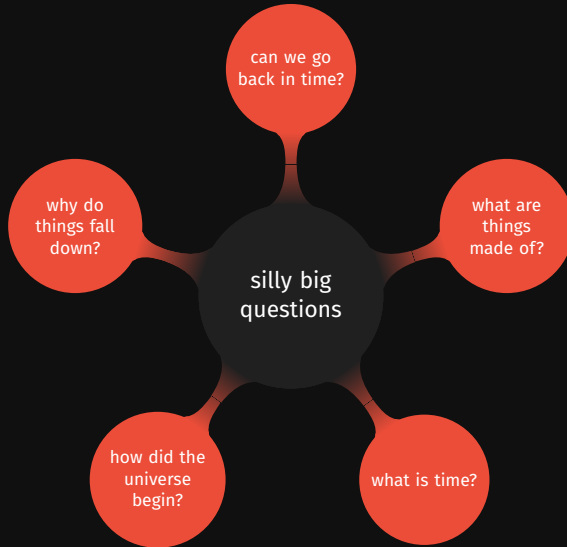 can we go
back in time?
why do
things fall
down?
what are
things
made of?
silly big
questions
how did the
universe
begin?
what is time?